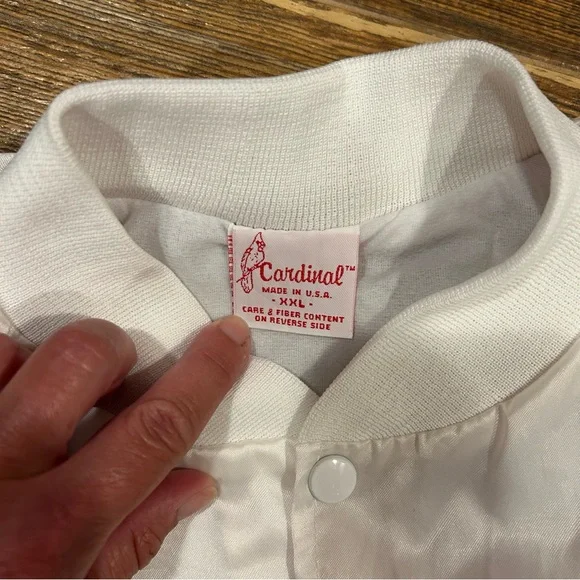 Cardinal™
MADE IN U.S.A.
- XXL -
CARE & FIBER CONTENT
ON REVERSE SIDE